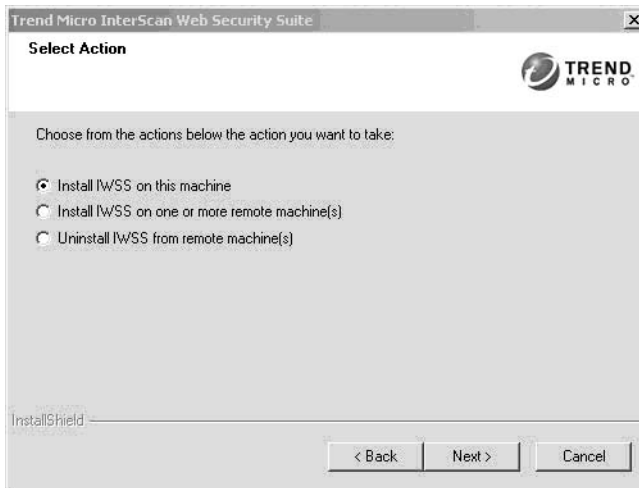 Trend Micro InterScan Web Security Suite
Select Action
TREND
MICRO
Choose from the actions below the action you want to take:
Install IWSS on this machine
Install IWSS on one or more remote machine(s)
Uninstall IWSS from remote machine(s)
InstallShield
< Back
Next >
Cancel